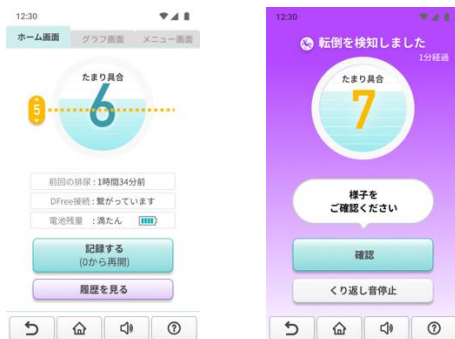 12:30
ホーム画面 グラフ画面 メニュー画面
たまり具合
6
5
前回の排尿：1時間34分前
DFree接続：繋がっています
電池残量：満たん
記録する
(0から再開)
履歴を見る
12:30
転倒を検知しました
1分経過
たまり具合
7
様子を
ご確認ください
確認
くり返し音停止